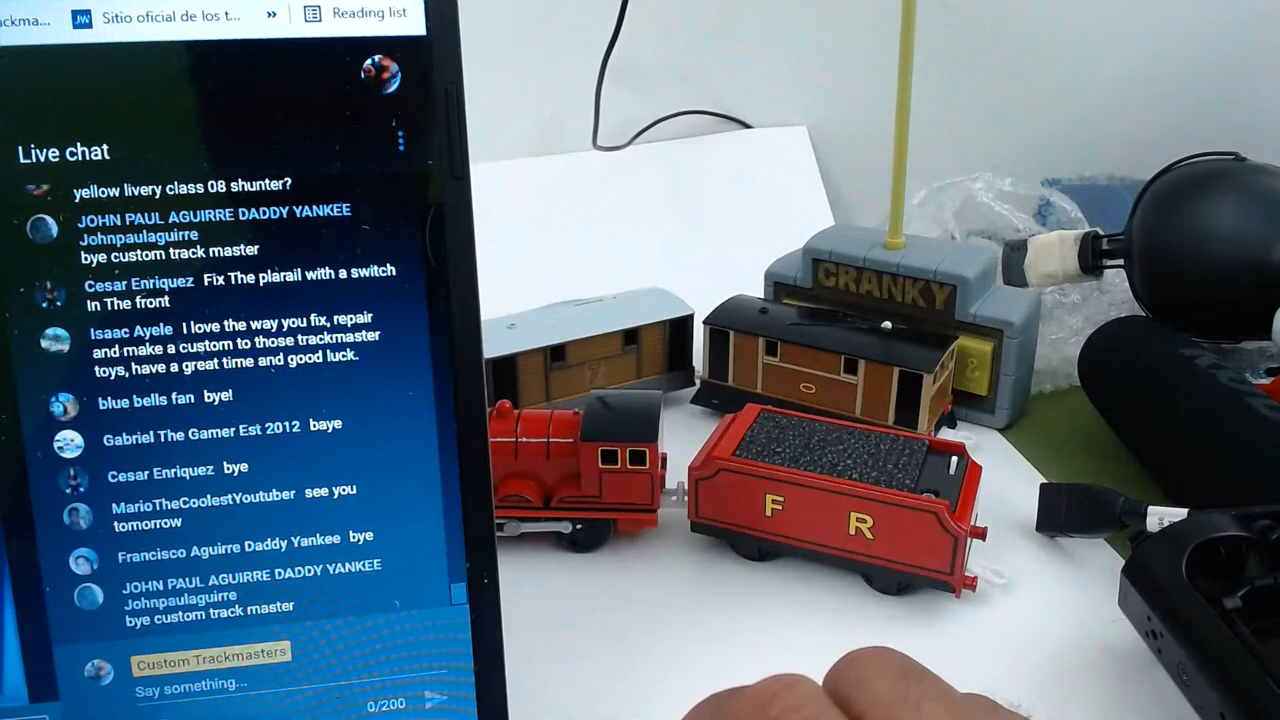 ackma...
JW
Sitio oficial de los t...
»
Reading list
Live chat
yellow livery class 08 shunter?
JOHN PAUL AGUIRRE DADDY YANKEE
Johnpaulaguirre
bye custom track master
Cesar Enriquez Fix The plarail with a switch
In The front
Isaac Ayele I love the way you fix, repair
and make a custom to those trackmaster
toys, have a great time and good luck.
blue bells fan bye!
Gabriel The Gamer Est 2012 baye
Cesar Enriquez bye
MarioTheCoolestYoutuber see you
tomorrow
Francisco Aguirre Daddy Yankee bye
JOHN PAUL AGUIRRE DADDY YANKEE
Johnpaulaguirre
bye custom track master
Custom Trackmasters
Say something...
0/200
CRANKY
7
8
F R